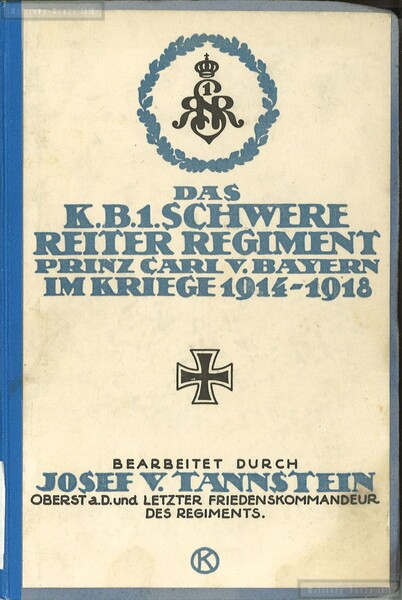 DAS
K.B.1.SCHWERE
REITER REGIMENT
PRINZ CARL V. BAYERN
IM KRIEGE 1914-1918
BEARBEITET DURCH
JOSEF V. TANNSTEIN
OBERST a.D. und LETZTER FRIEDENSKOMMANDEUR
DES REGIMENTS.